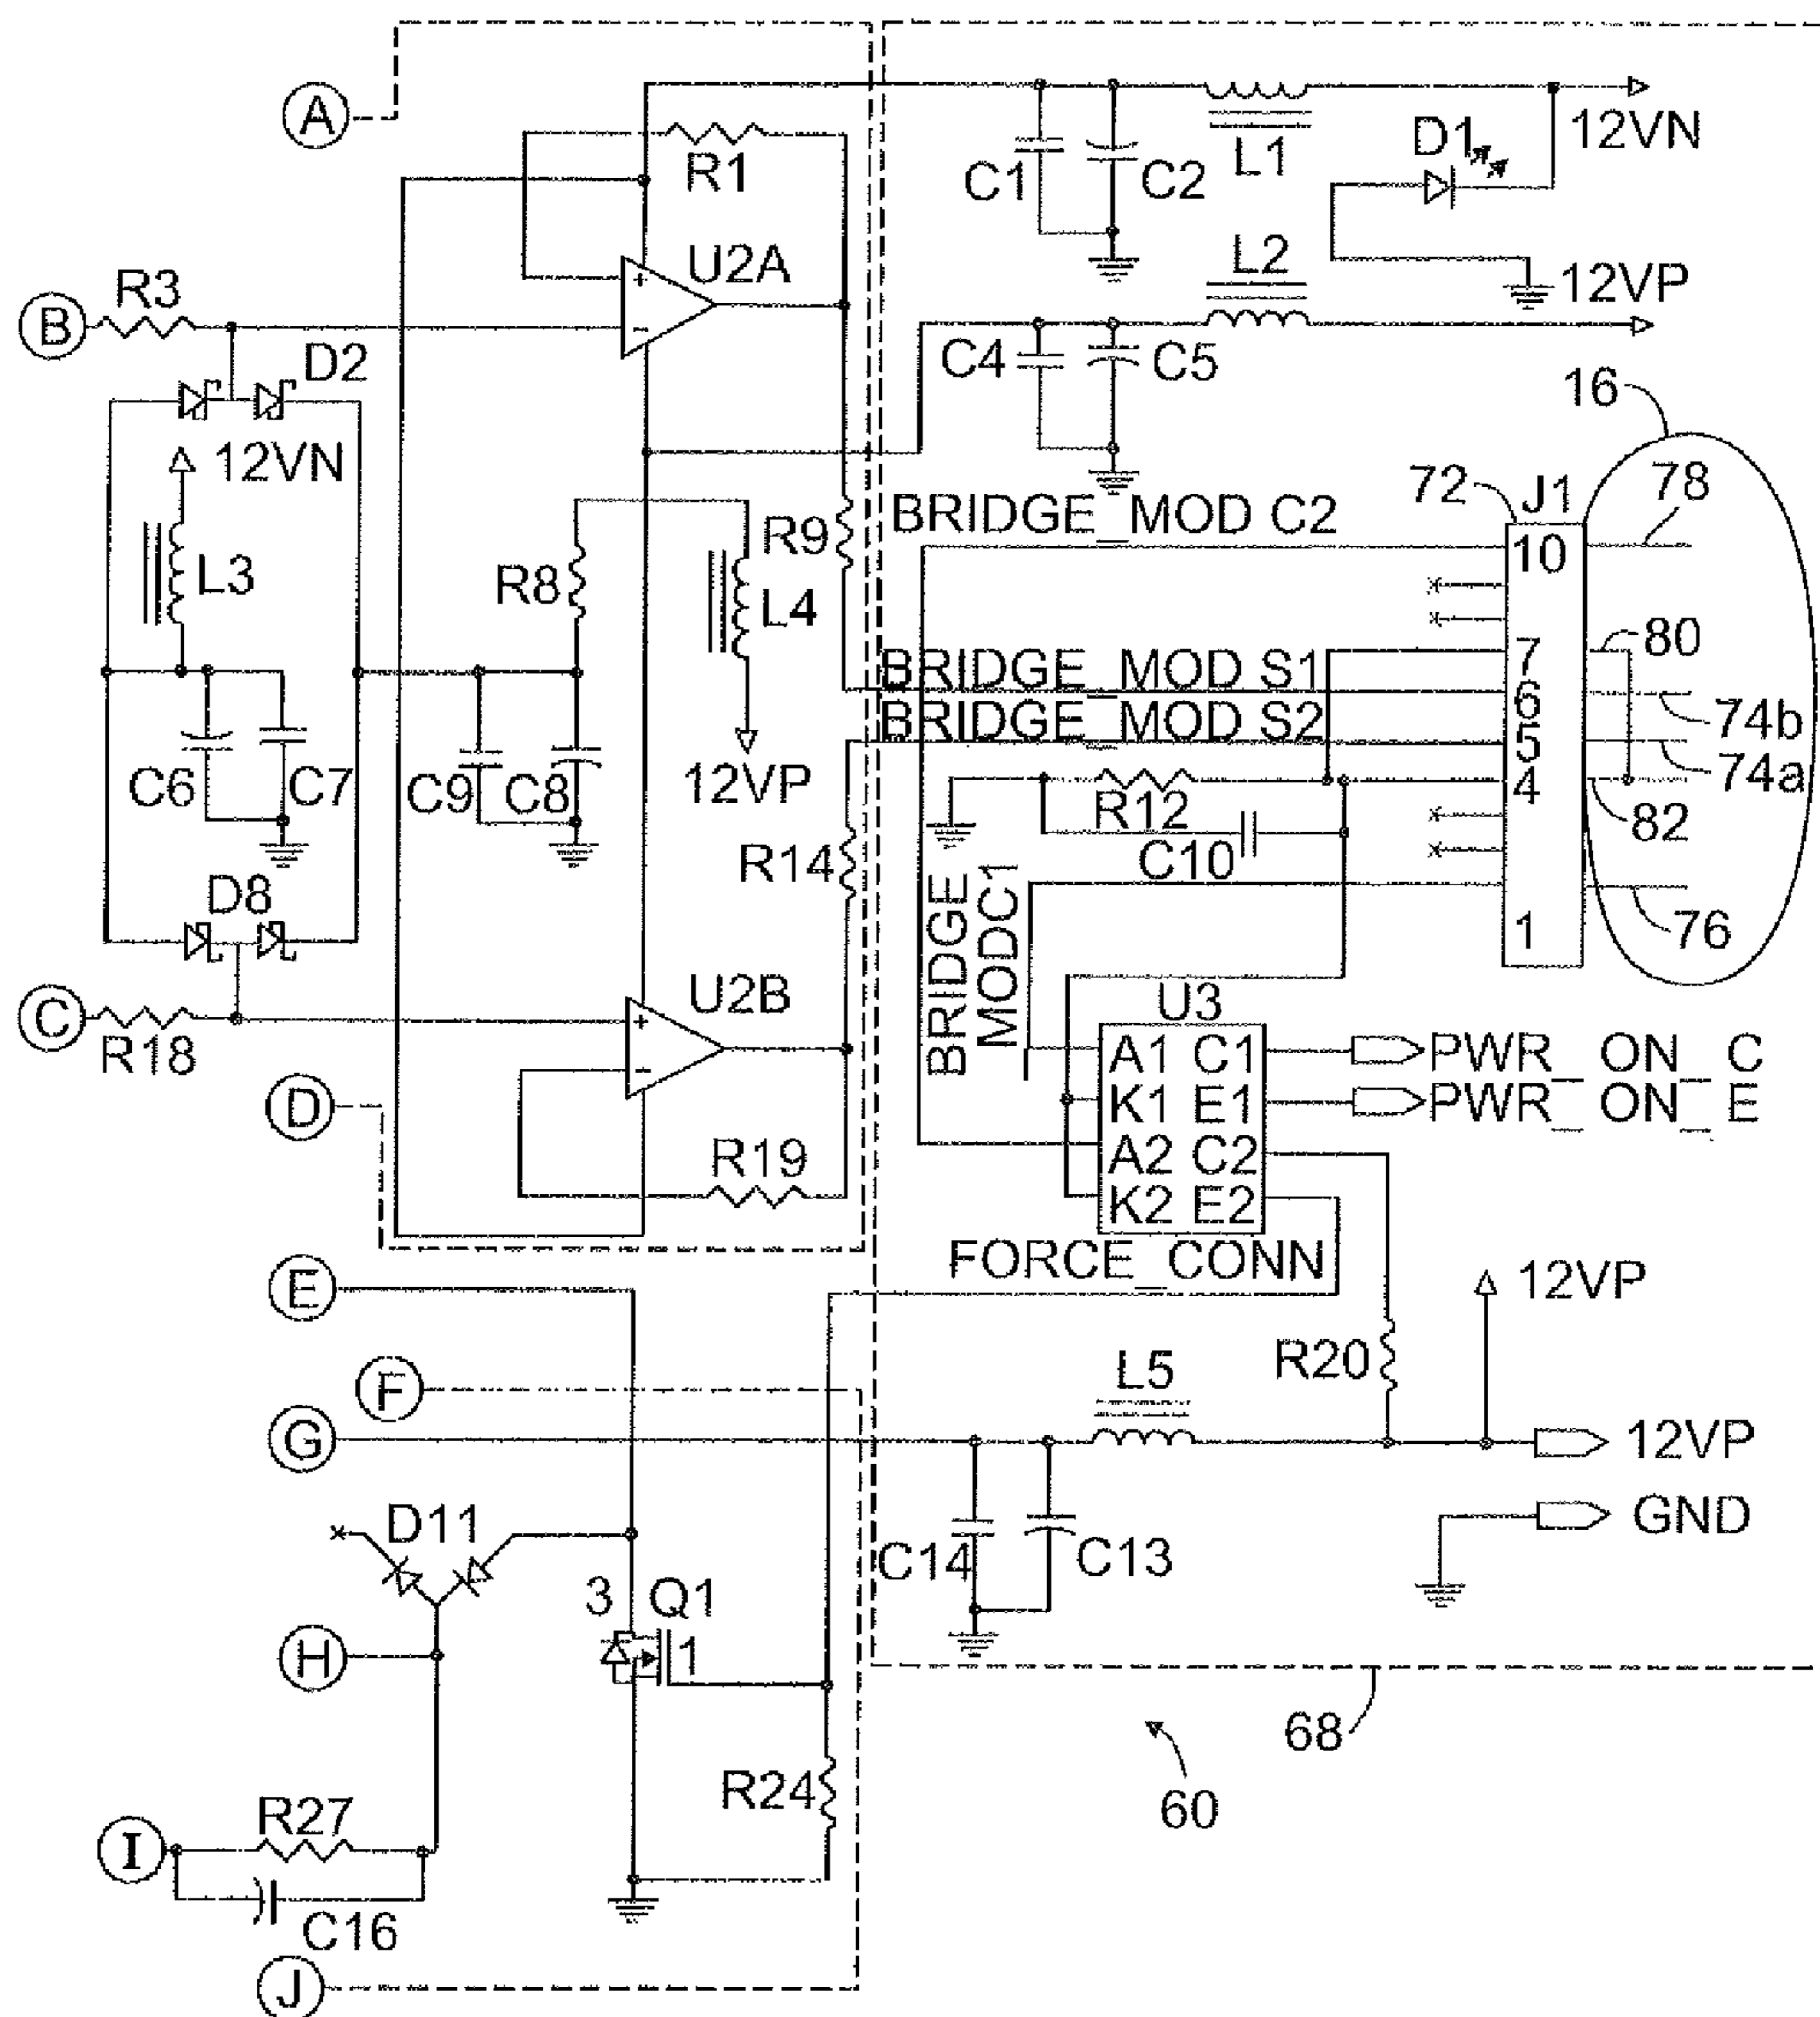 A
R1
12VN
D1
C1
C2
L1
U2A
+
-
R3
B
L2
12VP
D2
C4
C5
16
12VN
72
J1
78
BRIDGE_MOD C2
10
R9
L3
R8
L4
7
80
BRIDGE_MOD S1
6
74b
BRIDGE_MOD S2
5
74a
C6
C7
C9
C8
12VP
R12
4
82
R14
C10
D8
BRIDGE
MODC1
1
76
C
R18
U2B
+
-
U3
A1 C1
PWR_ON_C
K1 E1
PWR_ON_E
D
A2 C2
R19
K2 E2
FORCE_CONN
E
12VP
F
L5
R20
G
12VP
D11
C14
C13
GND
3
Q1
1
H
68
R24
60
I
R27
C16
J